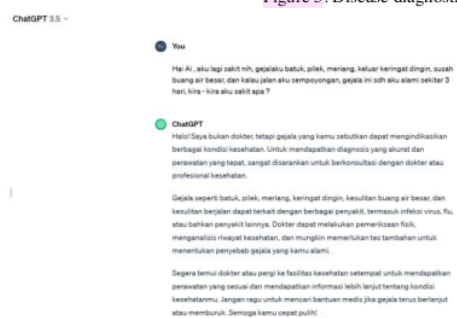 Figure 3. Disease diagnosti
ChatGPT 3.5
You
Hai Ai , aku lagi sakit nih, gejalaku batuk, pilek, meriang, keluar keringat dingin, susah
buang air besar, dan kalau jalan aku sempoyongan, gejala ini sdh aku alami sekitar 3
hari, kira - kira aku sakit apa ?
ChatGPT
Halo! Saya bukan dokter, tetapi gejala yang kamu sebutkan dapat mengindikasikan
berbagai kondisi kesehatan. Untuk mendapatkan diagnosis yang akurat dan
perawatan yang tepat, sangat disarankan untuk berkonsultasi dengan dokter atau
profesional kesehatan.
Gejala seperti batuk, pilek, meriang, keringat dingin, kesulitan buang air besar, dan
kesulitan berjalan dapat terkait dengan berbagai penyakit, termasuk infeksi virus, flu,
atau bahkan penyakit lainnya. Dokter dapat melakukan pemeriksaan fisik,
menganalisis riwayat kesehatan, dan mungkin memerlukan tes tambahan untuk
menentukan penyebab gejala yang kamu alami.
Segera temui dokter atau pergi ke fasilitas kesehatan setempat untuk mendapatkan
perawatan yang sesuai dan mendapatkan informasi lebih lanjut tentang kondisi
kesehatanmu. Jangan ragu untuk mencari bantuan medis jika gejala terus berlanjut
atau memburuk. Semoga kamu cepat pulih!